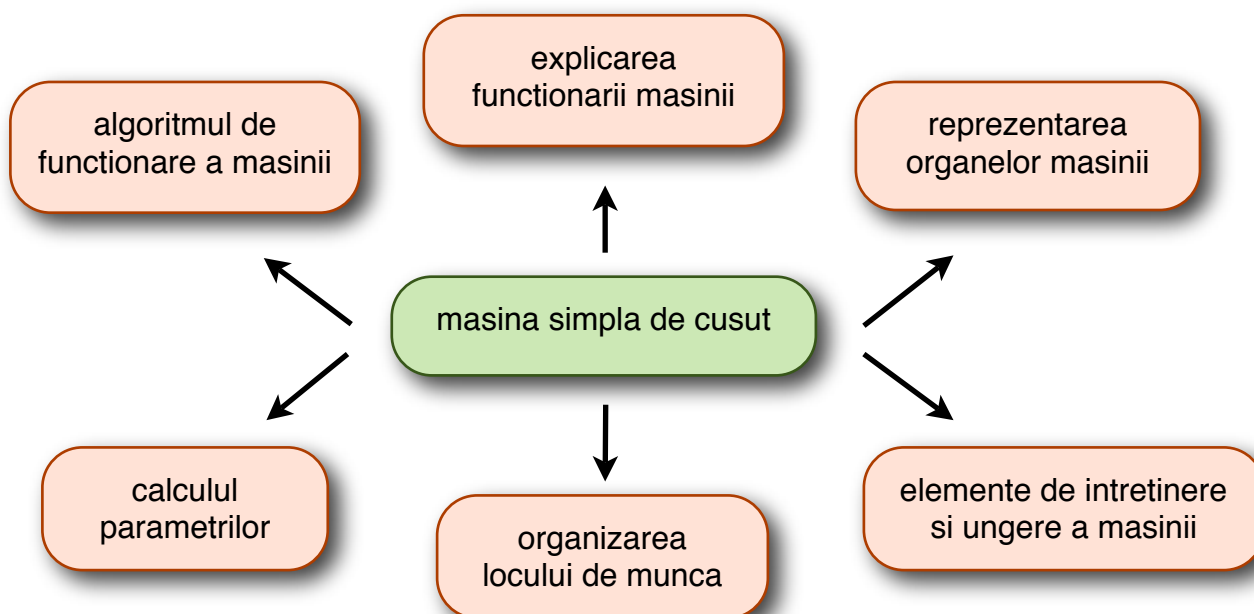 explicarea
functionarii masinii
algoritmul de
functionare a masinii
reprezentarea
organelor masinii
masina simpla de cusut
calculul
parametrilor
organizarea
locului de munca
elemente de intretinere
si ungere a masinii